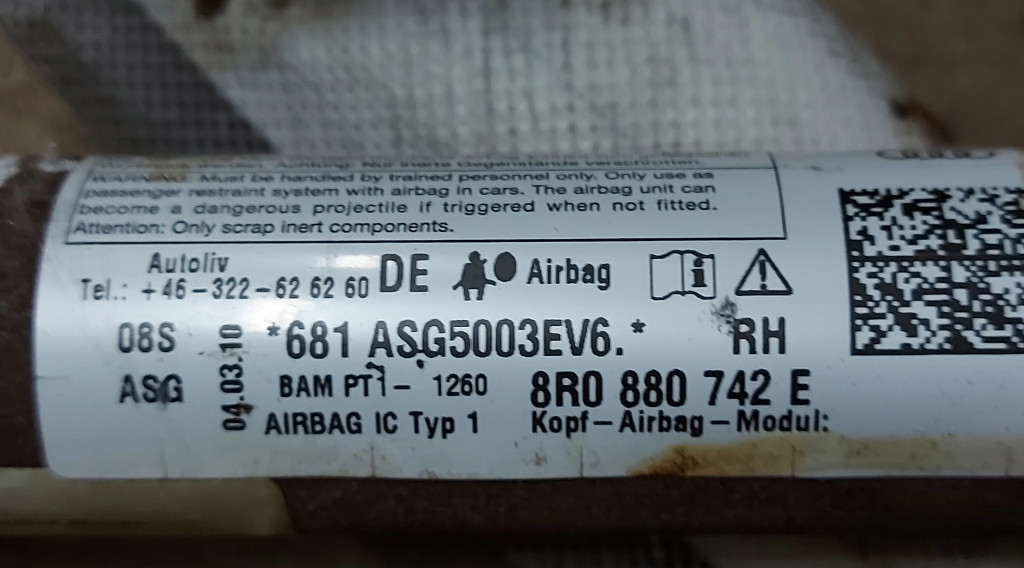 WARNING: Must be handled by trained personnel only. Only use as
passenger restraint system with airbag in cars. The airbag unit can
become a dangerous projectile if triggered when not fitted.
Attention: Only scrap inert components.
Autoliv
Tel.: +46-322-62 62 60 DE Airbag
08S *681 ASG5003EV6.* RH
ASG 04.03.10 BAM PT1- 1260 8R0 880 742 E
AIRBAG IC Typ 1 Kopf-Airbag-Modul: